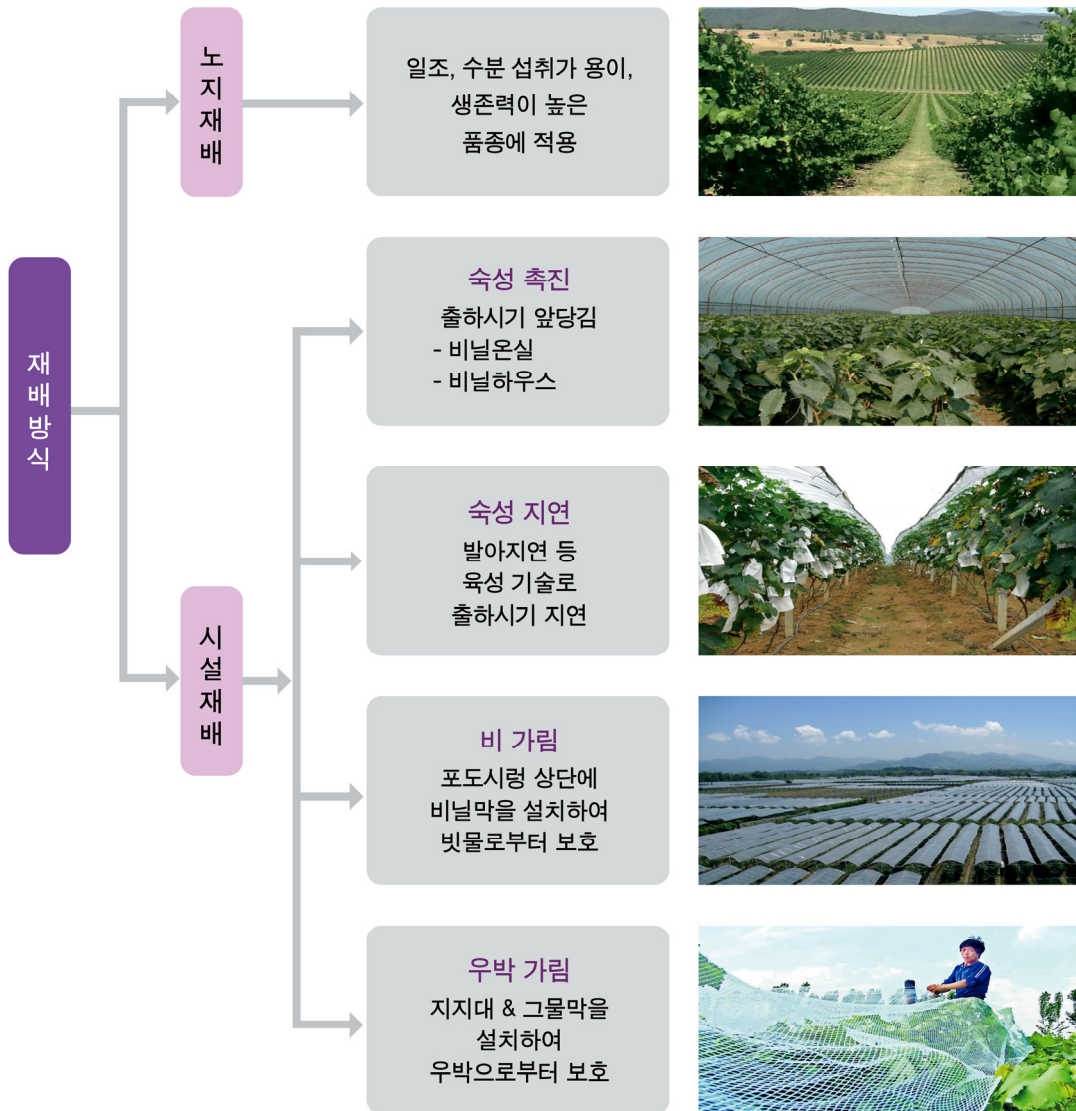 재배방식
노지재배
일조, 수분 섭취가 용이,
생존력이 높은
품종에 적용
시설재배
숙성 촉진
출하시기 앞당김
- 비닐온실
- 비닐하우스
숙성 지연
발아지연 등
육성 기술로
출하시기 지연
비 가림
포도시렁 상단에
비닐막을 설치하여
빗물로부터 보호
우박 가림
지지대 & 그물막을
설치하여
우박으로부터 보호